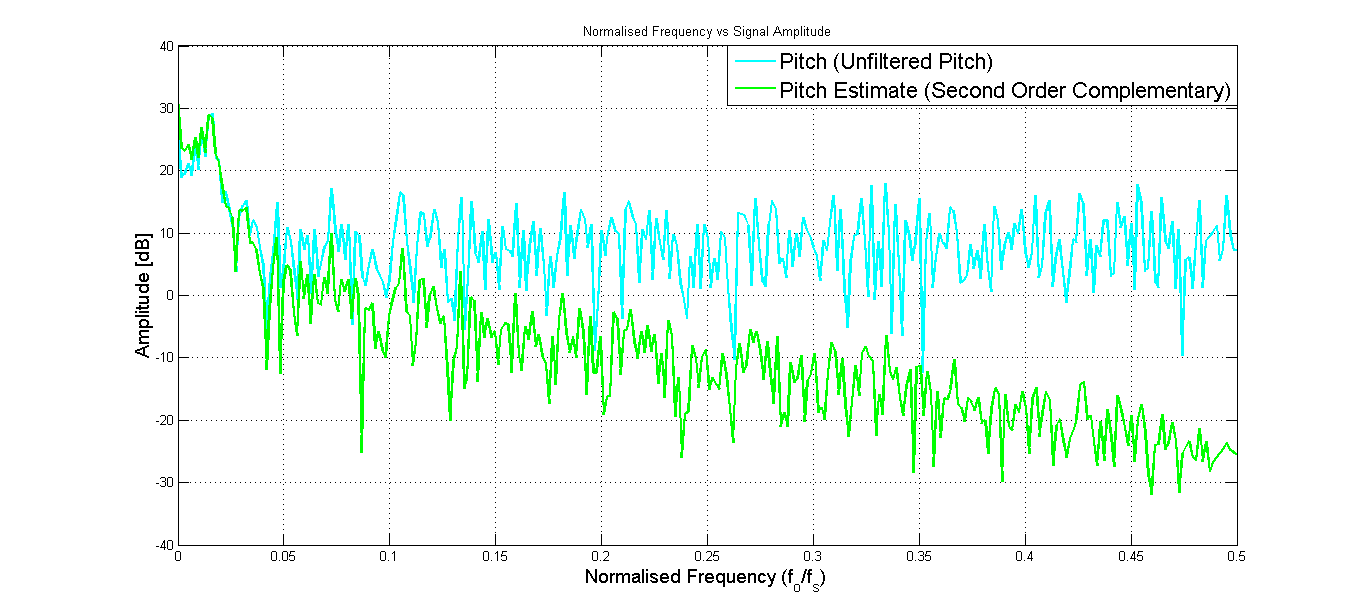 Normalised Frequency vs Signal Amplitude
Pitch (Unfiltered Pitch)
Pitch Estimate (Second Order Complementary)
Amplitude [dB]
40
30
20
10
0
-10
-20
-30
-40
0 0.05 0.1 0.15 0.2 0.25 0.3 0.35 0.4 0.45 0.5
Normalised Frequency (fo/fs)